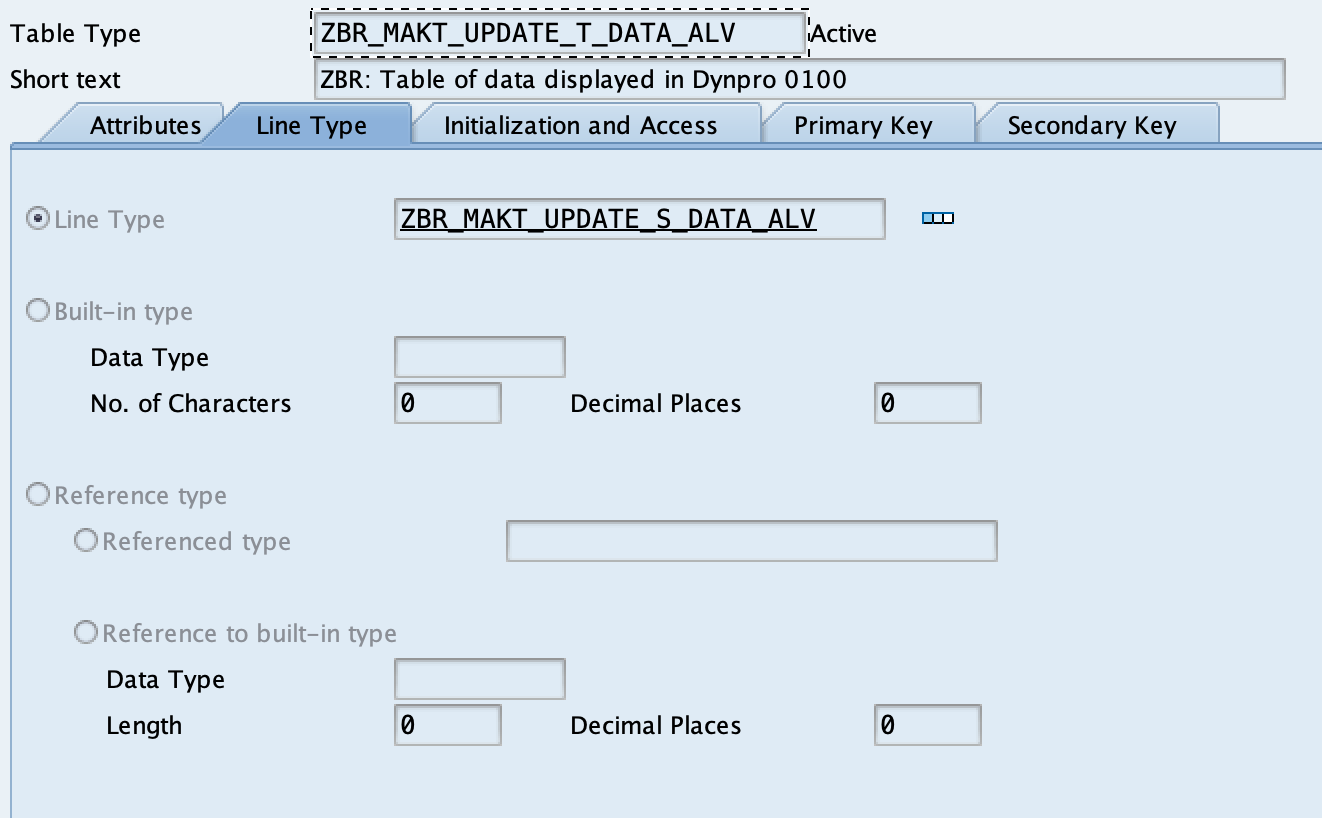 Table Type ZBR_MAKT_UPDATE_T_DATA_ALV Active
Short text ZBR: Table of data displayed in Dynpro 0100
Attributes Line Type Initialization and Access Primary Key Secondary Key
Line Type ZBR_MAKT_UPDATE_S_DATA_ALV
Built-in type
Data Type
No. of Characters 0 Decimal Places 0
Reference type
Referenced type
Reference to built-in type
Data Type
Length 0 Decimal Places 0